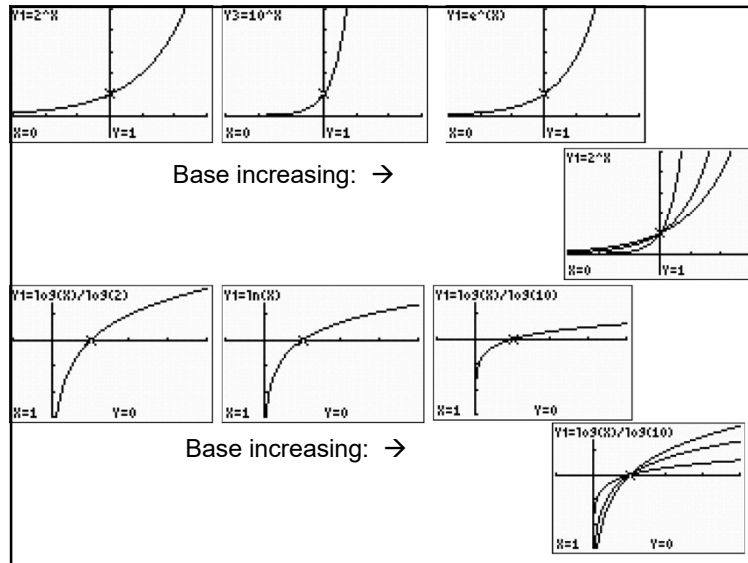 Y1=2^X
X=0 Y=1
Y3=10^X
X=0 Y=1
Y1=e^(X)
X=0 Y=1
Base increasing: →
Y1=2^X
X=0 Y=1
Y1=log(X)/log(2)
X=1 Y=0
Y1=ln(X)
X=1 Y=0
Y1=log(X)/log(10)
X=1 Y=0
Base increasing: →
Y1=log(X)/log(10)
X=1 Y=0